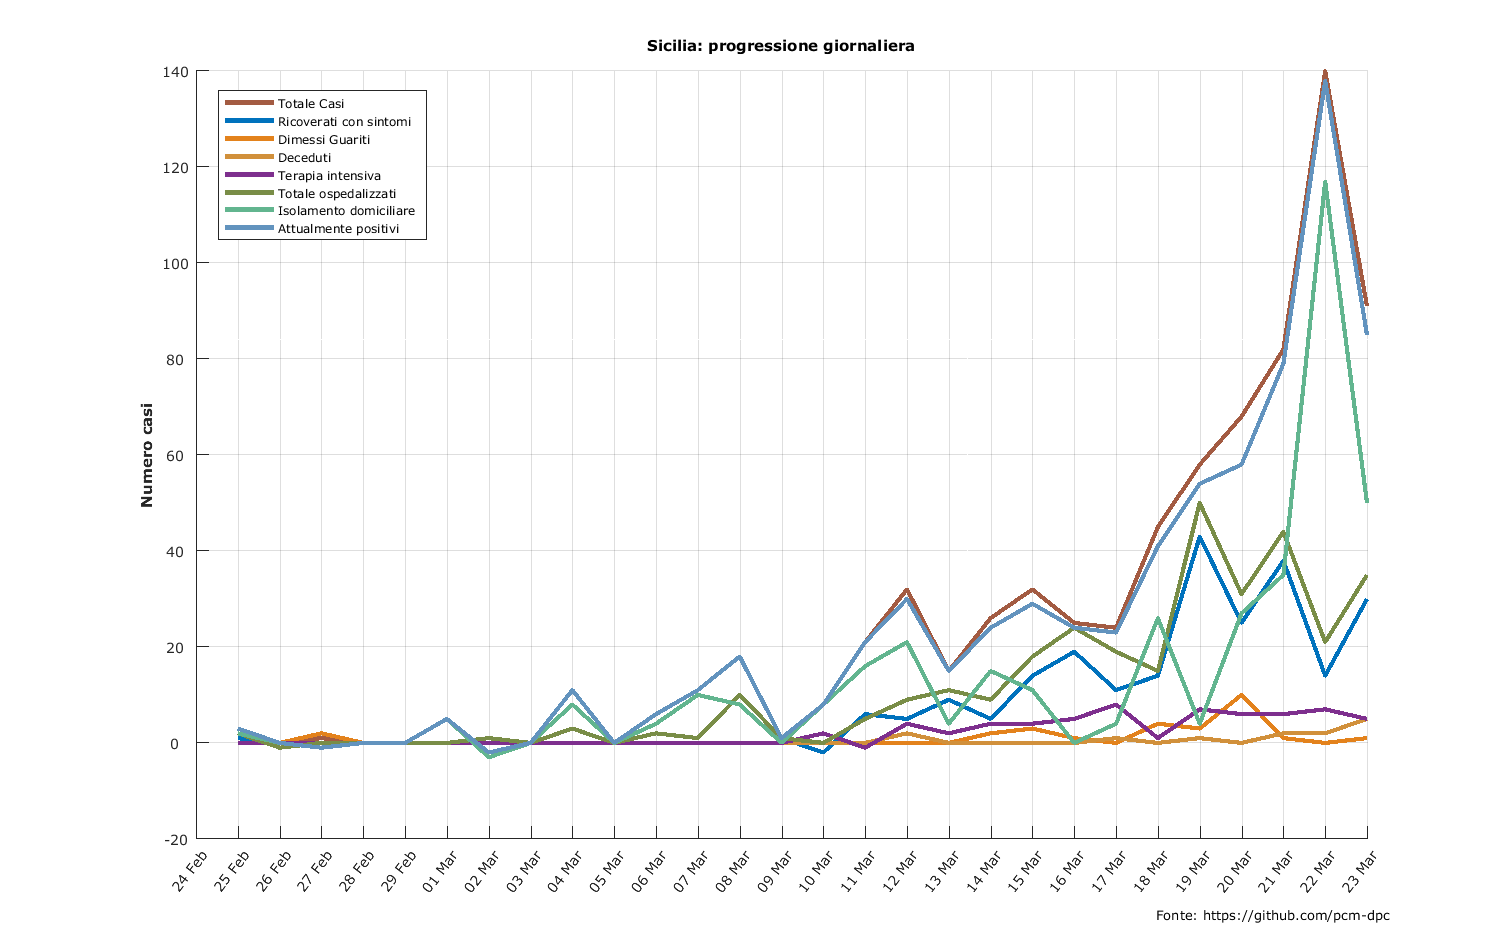 Sicilia: progressione giornaliera
140
120
100
80
60
40
20
0
-20
Numero casi
Totale Casi
Ricoverati con sintomi
Dimessi Guariti
Deceduti
Terapia intensiva
Totale ospedalizzati
Isolamento domiciliare
Attualmente positivi
24 Feb
25 Feb
26 Feb
27 Feb
28 Feb
29 Feb
01 Mar
02 Mar
03 Mar
04 Mar
05 Mar
06 Mar
07 Mar
08 Mar
09 Mar
10 Mar
11 Mar
12 Mar
13 Mar
14 Mar
15 Mar
16 Mar
17 Mar
18 Mar
19 Mar
20 Mar
21 Mar
22 Mar
23 Mar
Fonte: https://github.com/pcm-dpc